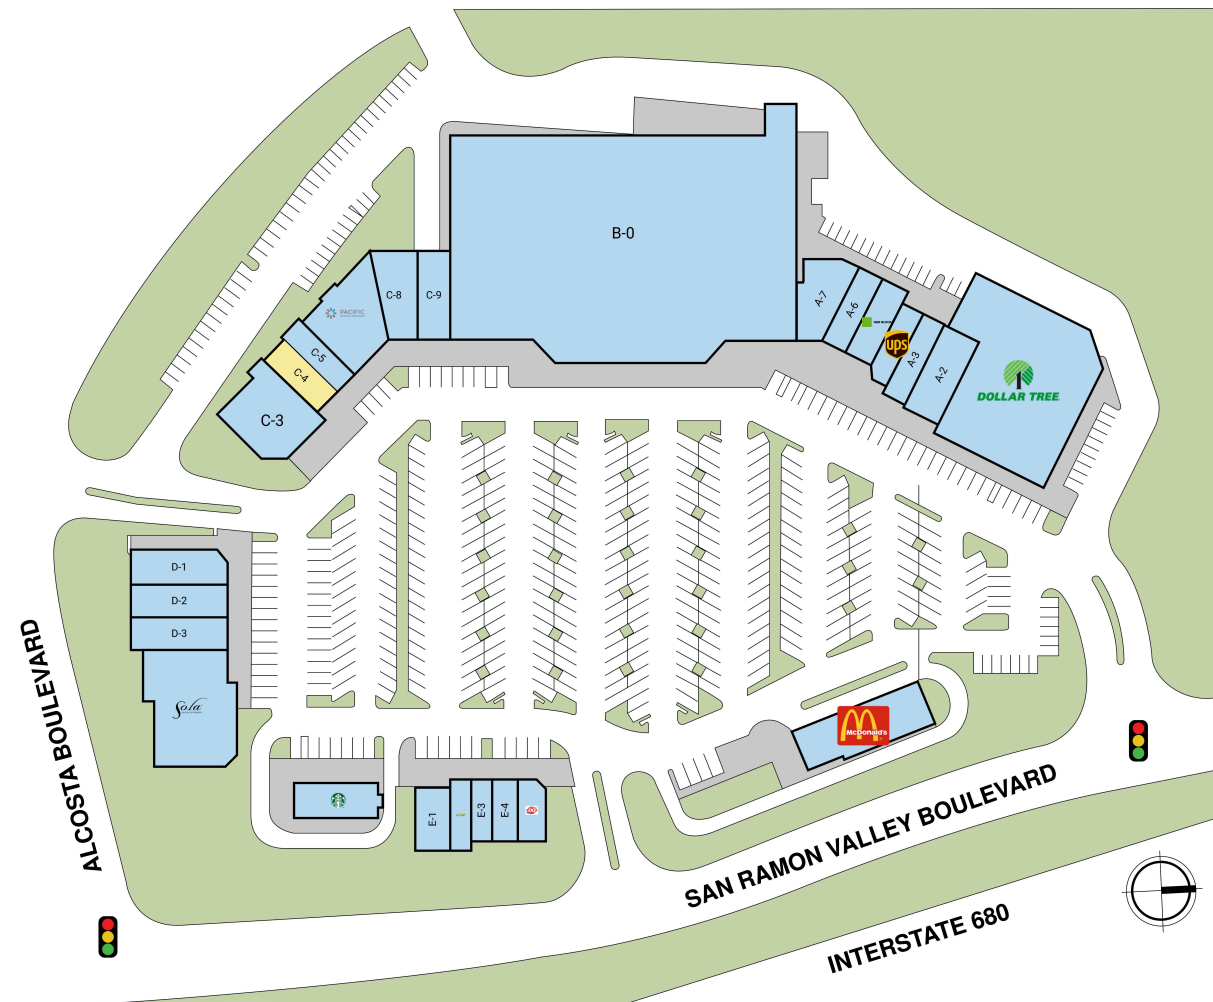 B-0
C-8
C-9
A-7
A-6
PACIFIC
ups
C-5
A-3
C-4
A-2
DOLLAR TREE
C-3
D-1
D-2
D-3
Sola
McDonald's
E-1
E-3
E-4
ALCOSTA BOULEVARD
SAN RAMON VALLEY BOULEVARD
INTERSTATE 680